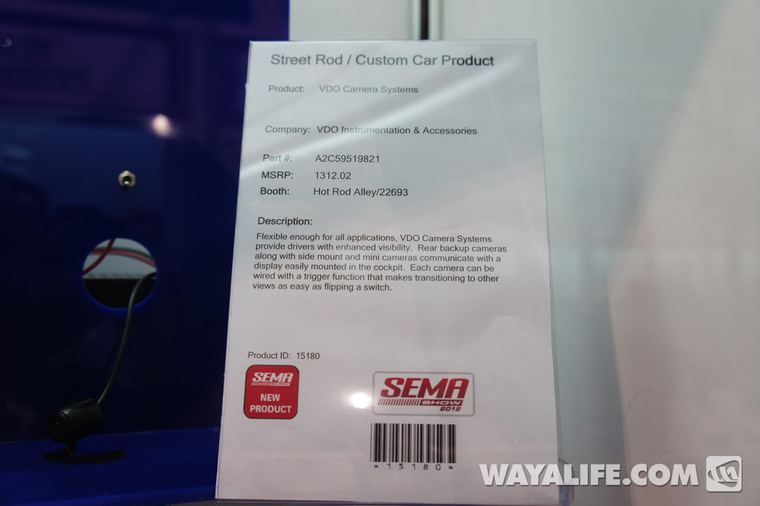 Street Rod / Custom Car Product
Product: VDO Camera Systems
Company: VDO Instrumentation & Accessories
Part #: A2C59519821
MSRP: 1312.02
Booth: Hot Rod Alley/22693
Description:
Flexible enough for all applications, VDO Camera Systems
provide drivers with enhanced visibility. Rear backup cameras
along with side mount and mini cameras communicate with a
display easily mounted in the cockpit. Each camera can be
wired with a trigger function that makes transitioning to other
views as easy as flipping a switch.
Product ID: 15180
SEMA
NEW
PRODUCT
SEMA
SHOW
2012
*15180*
WAYALIFE.COM